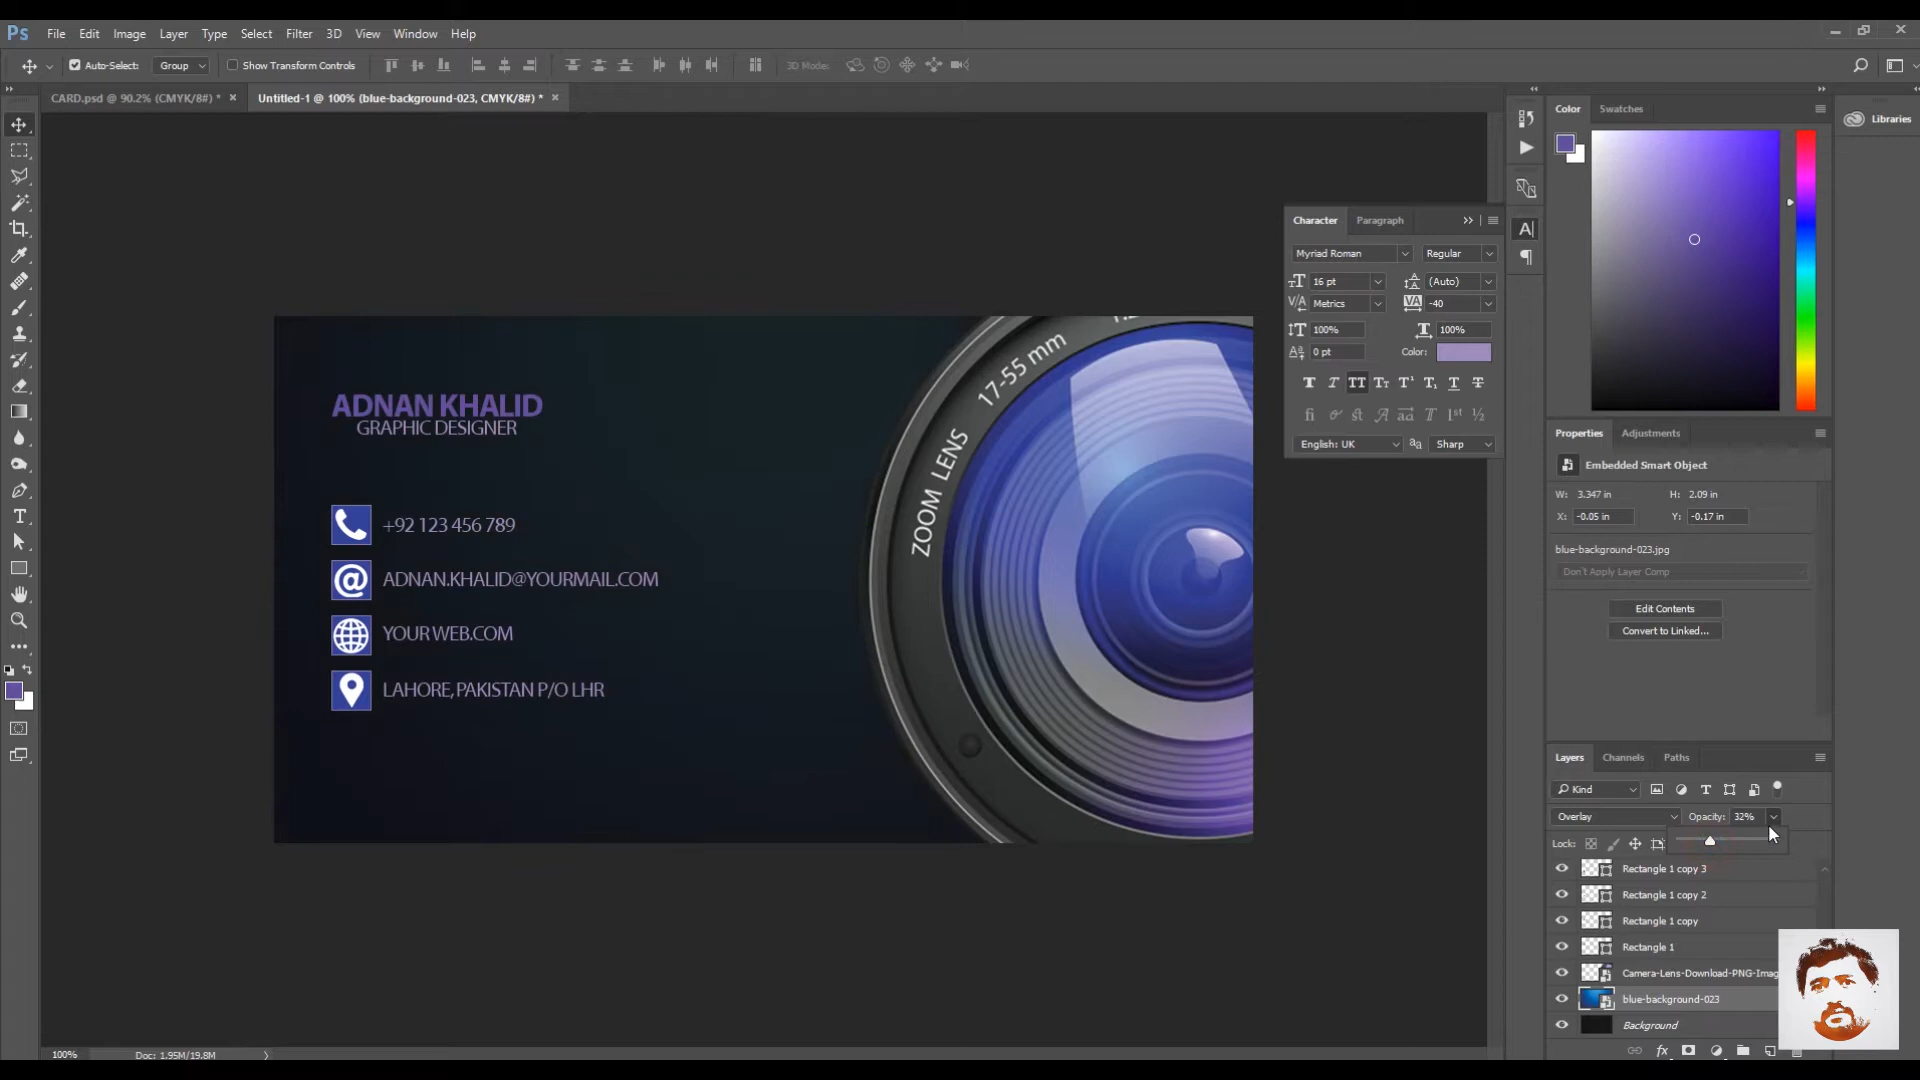 Ps File Edit Image Layer Type Select Filter 3D View Window Help
Auto-Select: Group Show Transform Controls 3D Mode:
CARD.psd @ 90.2% (CMYK/8#) * × Untitled-1 @ 100% (blue-background-023, CMYK/8#) * ×
Color Swatches
Libraries
Character Paragraph
Myriad Roman Regular
16 pt (Auto)
Metrics -40
100% 100%
0 pt Color:
English: UK Sharp
ADNAN KHALID
GRAPHIC DESIGNER
+92 123 456 789
ADNAN.KHALID@YOURMAIL.COM
YOUR WEB.COM
LAHORE, PAKISTAN P/O LHR
ZOOM LENS 17-55 mm
Properties Adjustments
Embedded Smart Object
W: 3.347 in H: 2.09 in
X: -0.05 in Y: -0.17 in
blue-background-023.jpg
Don't Apply Layer Comp
Edit Contents
Convert to Linked...
Layers Channels Paths
Kind
Overlay Opacity: 32%
Lock:
Rectangle 1 copy 3
Rectangle 1 copy 2
Rectangle 1 copy
Rectangle 1
Camera-Lens-Download-PNG-Imag
blue-background-023
Background
100% Doc: 1.95M/19.8M